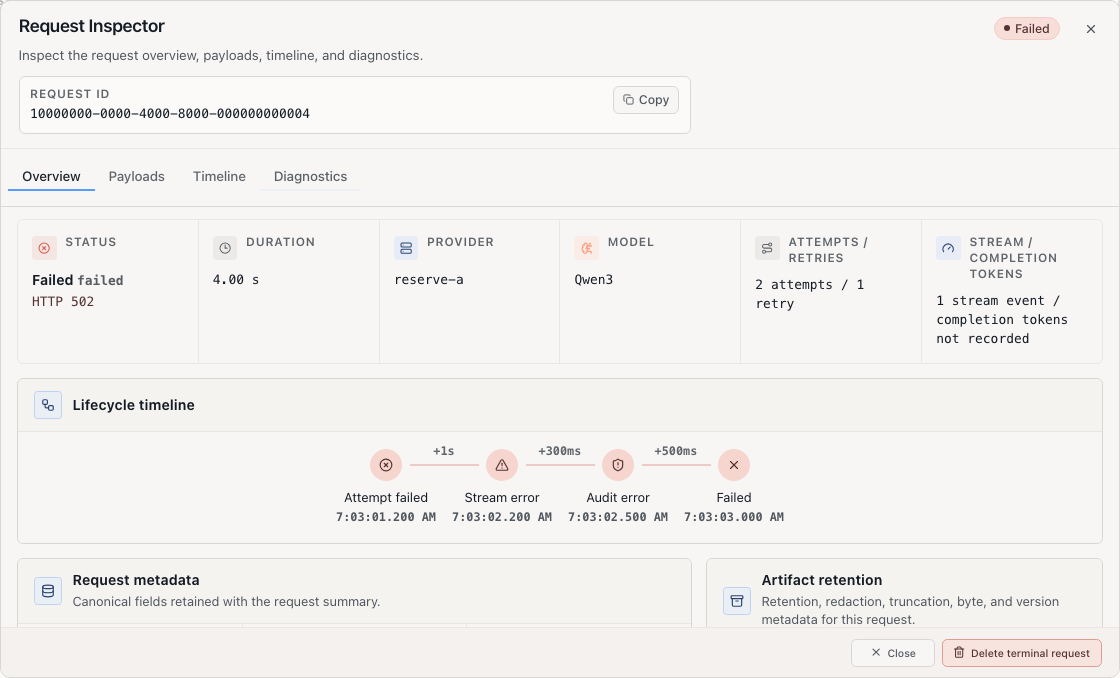 Request Inspector
Failed
Inspect the request overview, payloads, timeline, and diagnostics.
REQUEST ID
10000000-0000-4000-8000-000000000004
Copy
Overview
Payloads
Timeline
Diagnostics
STATUS
Failed failed
HTTP 502
DURATION
4.00 s
PROVIDER
reserve-a
MODEL
Qwen3
ATTEMPTS /
RETRIES
2 attempts / 1
retry
STREAM /
COMPLETION
TOKENS
1 stream event /
completion tokens
not recorded
Lifecycle timeline
+1s
+300ms
+500ms
Attempt failed
7:03:01.200 AM
Stream error
7:03:02.200 AM
Audit error
7:03:02.500 AM
Failed
7:03:03.000 AM
Request metadata
Canonical fields retained with the request summary.
Artifact retention
Retention, redaction, truncation, byte, and version
metadata for this request.
Close
Delete terminal request